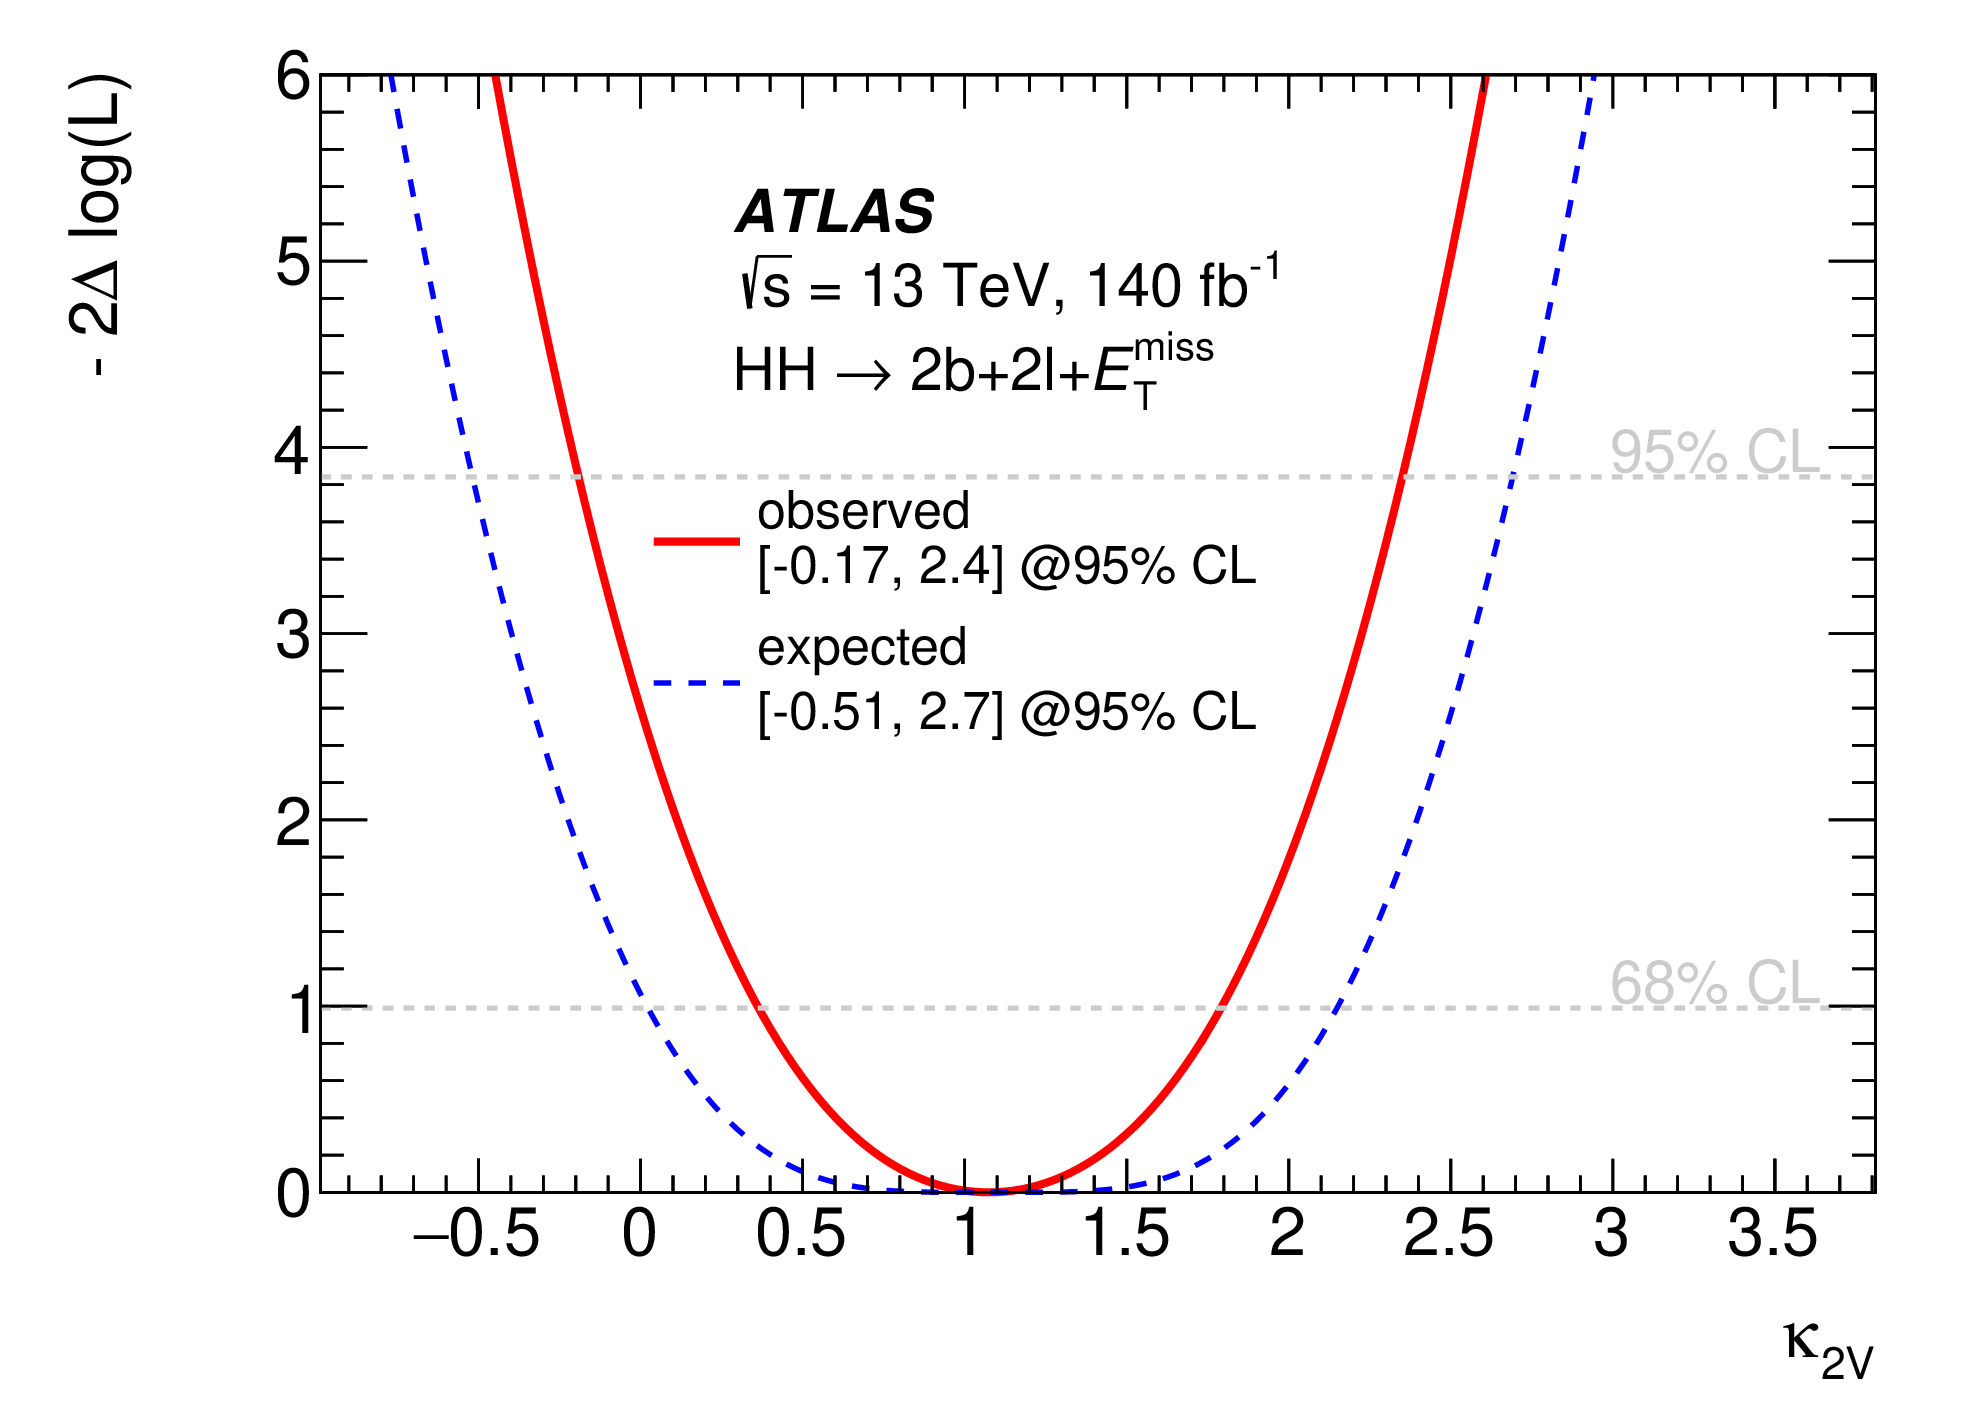 - 2Δ log(L)
6
5
4
3
2
1
0
ATLAS
√s = 13 TeV, 140 fb⁻¹
HH → 2b+2l+E_T^miss
95% CL
observed
[-0.17, 2.4] @95% CL
expected
[-0.51, 2.7] @95% CL
68% CL
−0.5 0 0.5 1 1.5 2 2.5 3 3.5
κ_2V